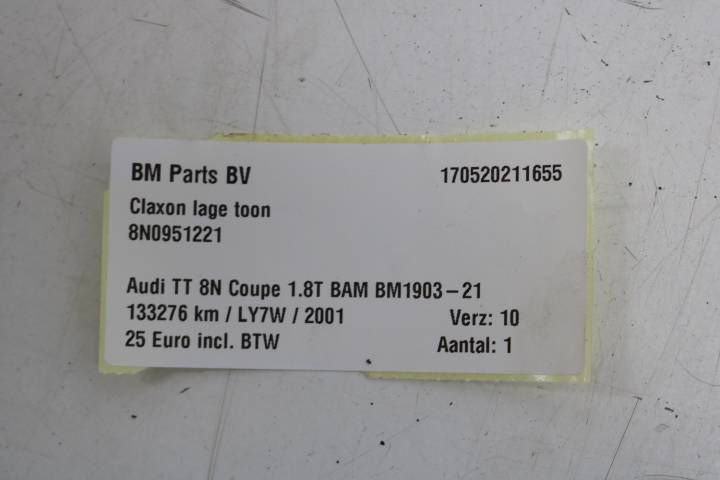 BM Parts BV 170520211655
Claxon lage toon
8N0951221
Audi TT 8N Coupe 1.8T BAM BM1903-21
133276 km / LY7W / 2001 Verz: 10
25 Euro incl. BTW Aantal: 1